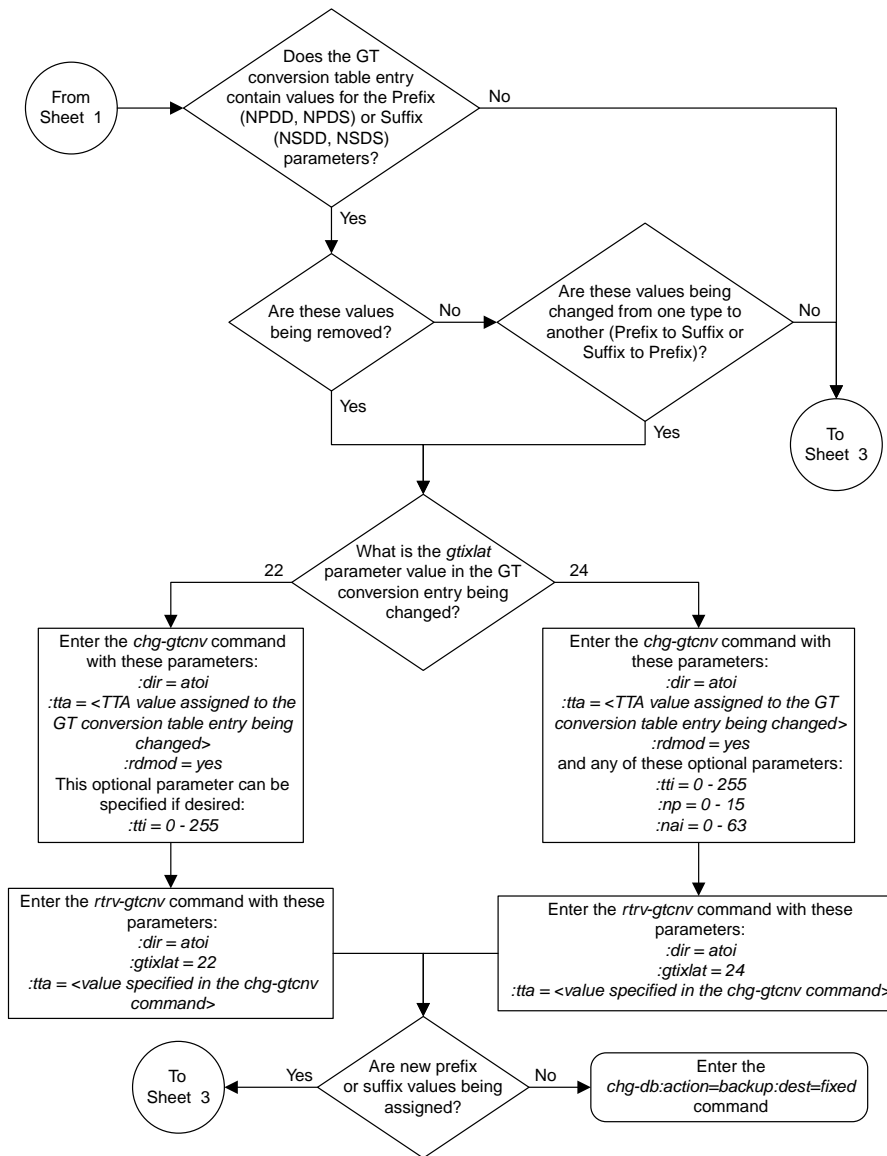 From
Sheet 1
Does the GT
conversion table entry
contain values for the Prefix
(NPDD, NPDS) or Suffix
(NSDD, NSDS)
parameters?
No
Yes
Are these values
being removed?
No
Are these values being
changed from one type to
another (Prefix to Suffix or
Suffix to Prefix)?
No
Yes
Yes
To
Sheet 3
What is the gtixlat
parameter value in the GT
conversion entry being
changed?
22
24
Enter the chg-gtcnv command
with these parameters:
:dir = atoi
:tta = <TTA value assigned to the
GT conversion table entry being
changed>
:rdmod = yes
This optional parameter can be
specified if desired:
:tti = 0 - 255
Enter the chg-gtcnv command with
these parameters:
:dir = atoi
:tta = <TTA value assigned to the GT
conversion table entry being changed>
:rdmod = yes
and any of these optional parameters:
:tti = 0 - 255
:np = 0 - 15
:nai = 0 - 63
Enter the rtrv-gtcnv command with these
parameters:
:dir = atoi
:gtixlat = 22
:tta = <value specified in the chg-gtcnv
command>
Enter the rtrv-gtcnv command with these
parameters:
:dir = atoi
:gtixlat = 24
:tta = <value specified in the chg-gtcnv command>
To
Sheet 3
Yes
Are new prefix
or suffix values being
assigned?
No
Enter the
chg-db:action=backup:dest=fixed
command